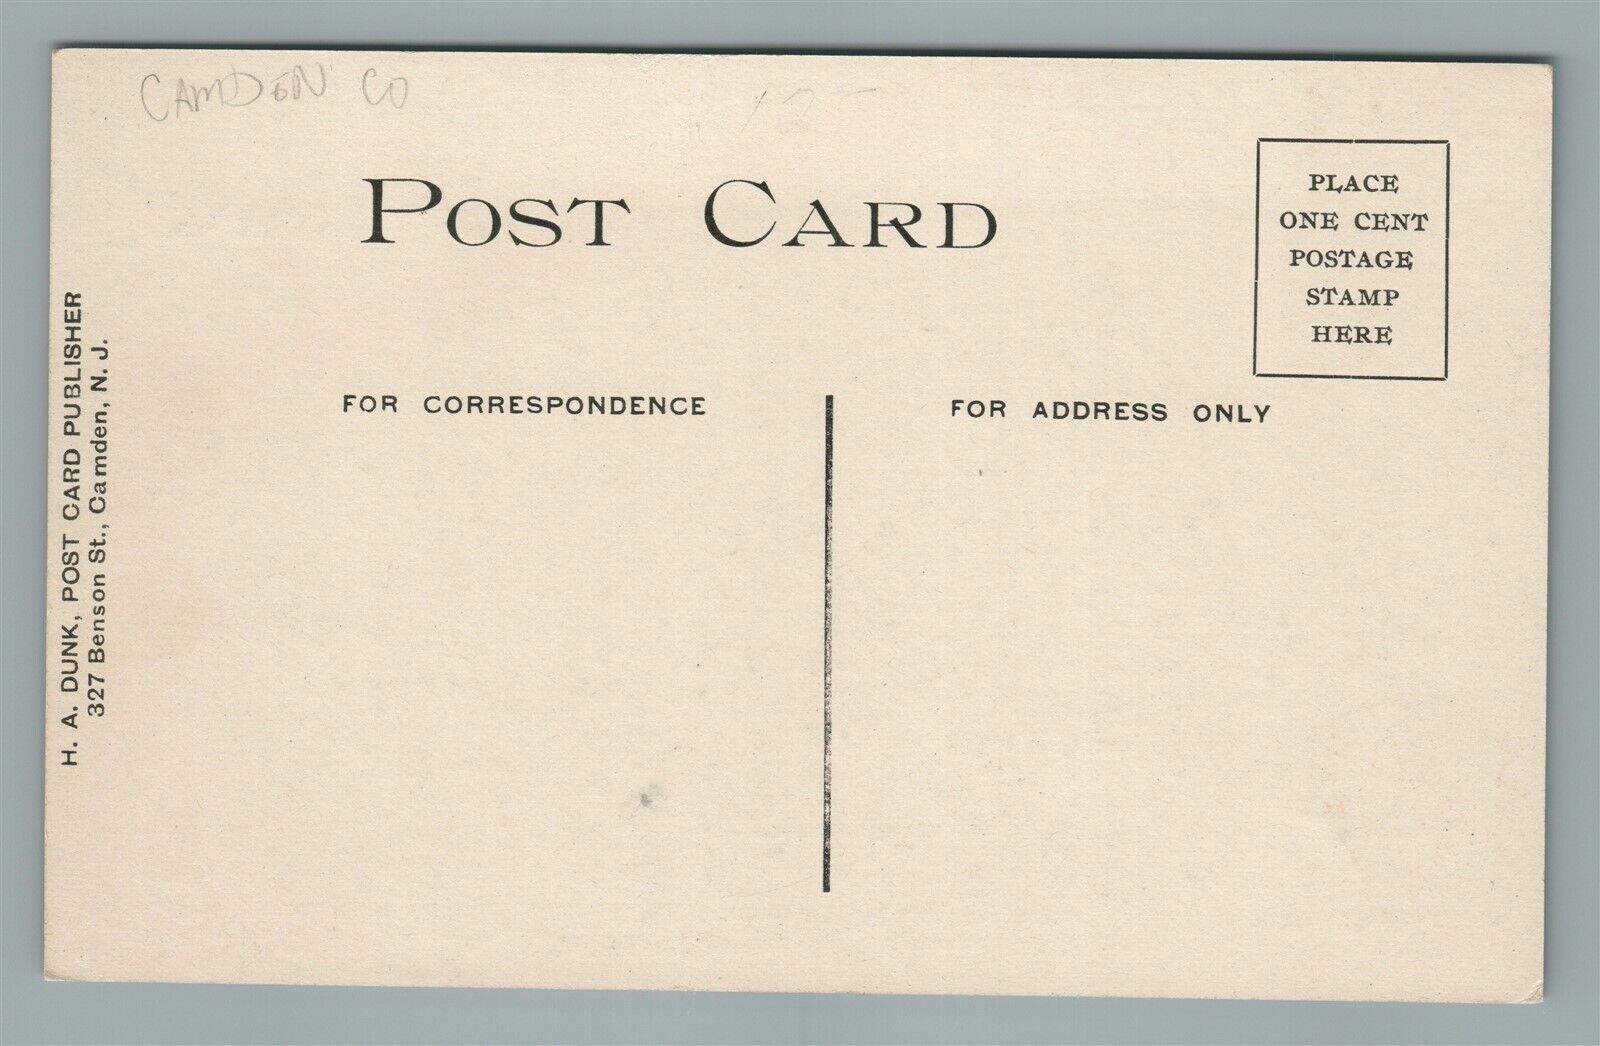 CAMDEN CO
12-
POST CARD
PLACE
ONE CENT
POSTAGE
STAMP
HERE
FOR CORRESPONDENCE
FOR ADDRESS ONLY
H. A. DUNK, POST CARD PUBLISHER
327 Benson St., Camden, N. J.